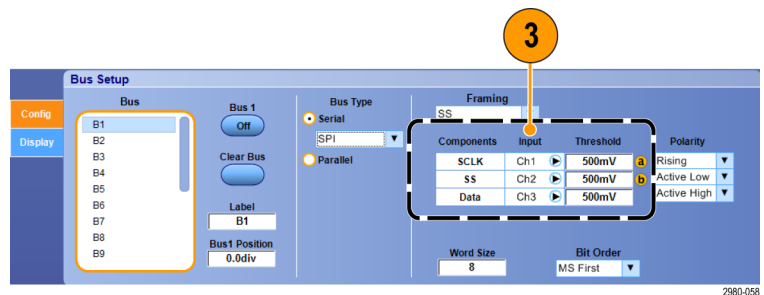 3
Bus Setup
Config
Display
Bus
B1
B2
B3
B4
B5
B6
B7
B8
B9
Bus 1
Off
Clear Bus
Label
B1
Bus1 Position
0.0div
Bus Type
Serial
SPI
Parallel
Framing
SS
Components Input Threshold Polarity
SCLK Ch1 500mV a Rising
SS Ch2 500mV b Active Low
Data Ch3 500mV Active High
Word Size Bit Order
8 MS First
2980-058